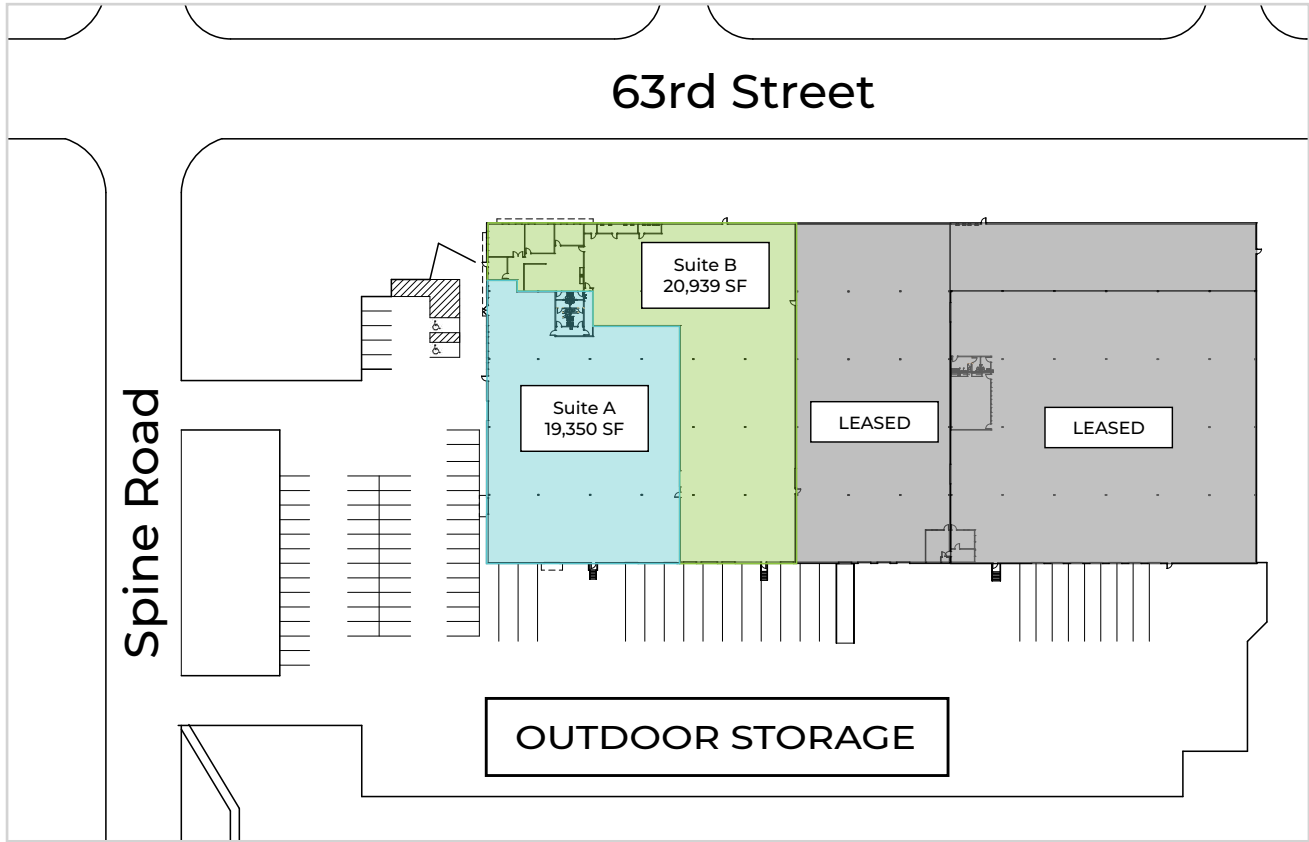 63rd Street
Suite B
20,939 SF
Suite A
19,350 SF
LEASED
LEASED
Spine Road
OUTDOOR STORAGE